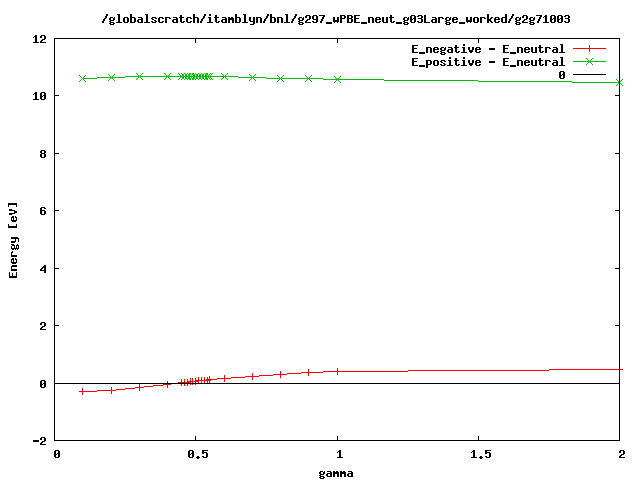 /globalscratch/itamblyn/bnl/g297_wPBE_neut_g03Large_worked/g2g71003
E_negative - E_neutral
E_positive - E_neutral
0
Energy [eV]
12
10
8
6
4
2
0
-2
0
0.5
1
1.5
2
gamma